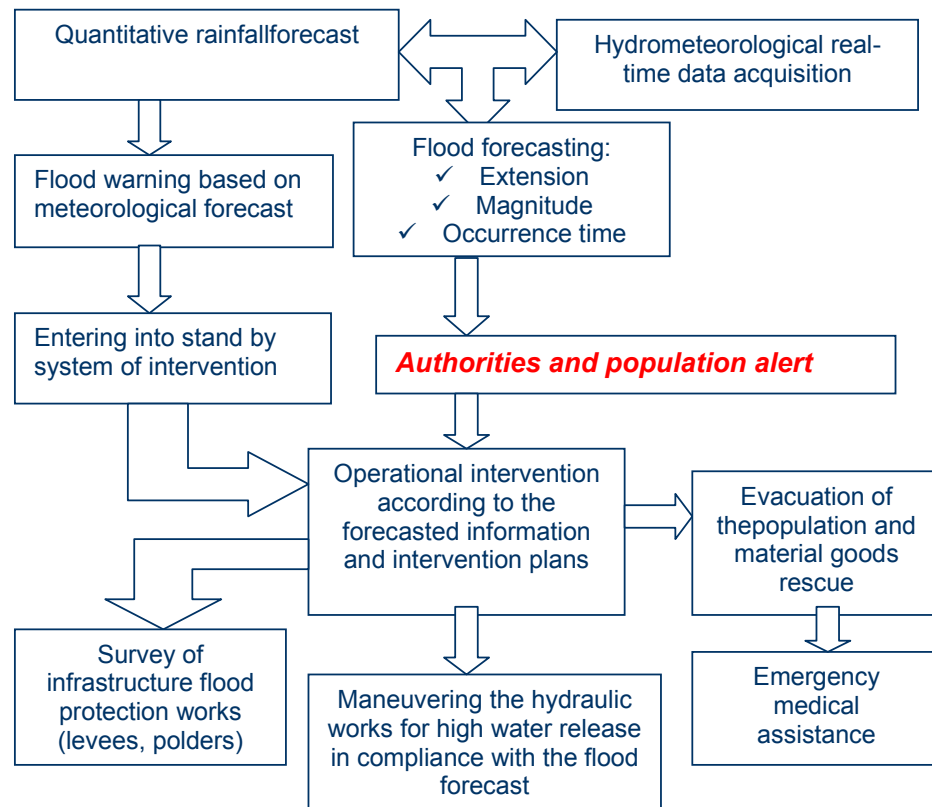 Quantitative rainfallforecast
Hydrometeorological real-
time data acquisition
Flood forecasting:
✓ Extension
✓ Magnitude
✓ Occurrence time
Flood warning based on
meteorological forecast
Entering into stand by
system of intervention
Authorities and population alert
Operational intervention
according to the
forecasted information
and intervention plans
Evacuation of
thepopulation and
material goods
rescue
Survey of
infrastructure flood
protection works
(levees, polders)
Maneuvering the hydraulic
works for high water release
in compliance with the flood
forecast
Emergency
medical
assistance